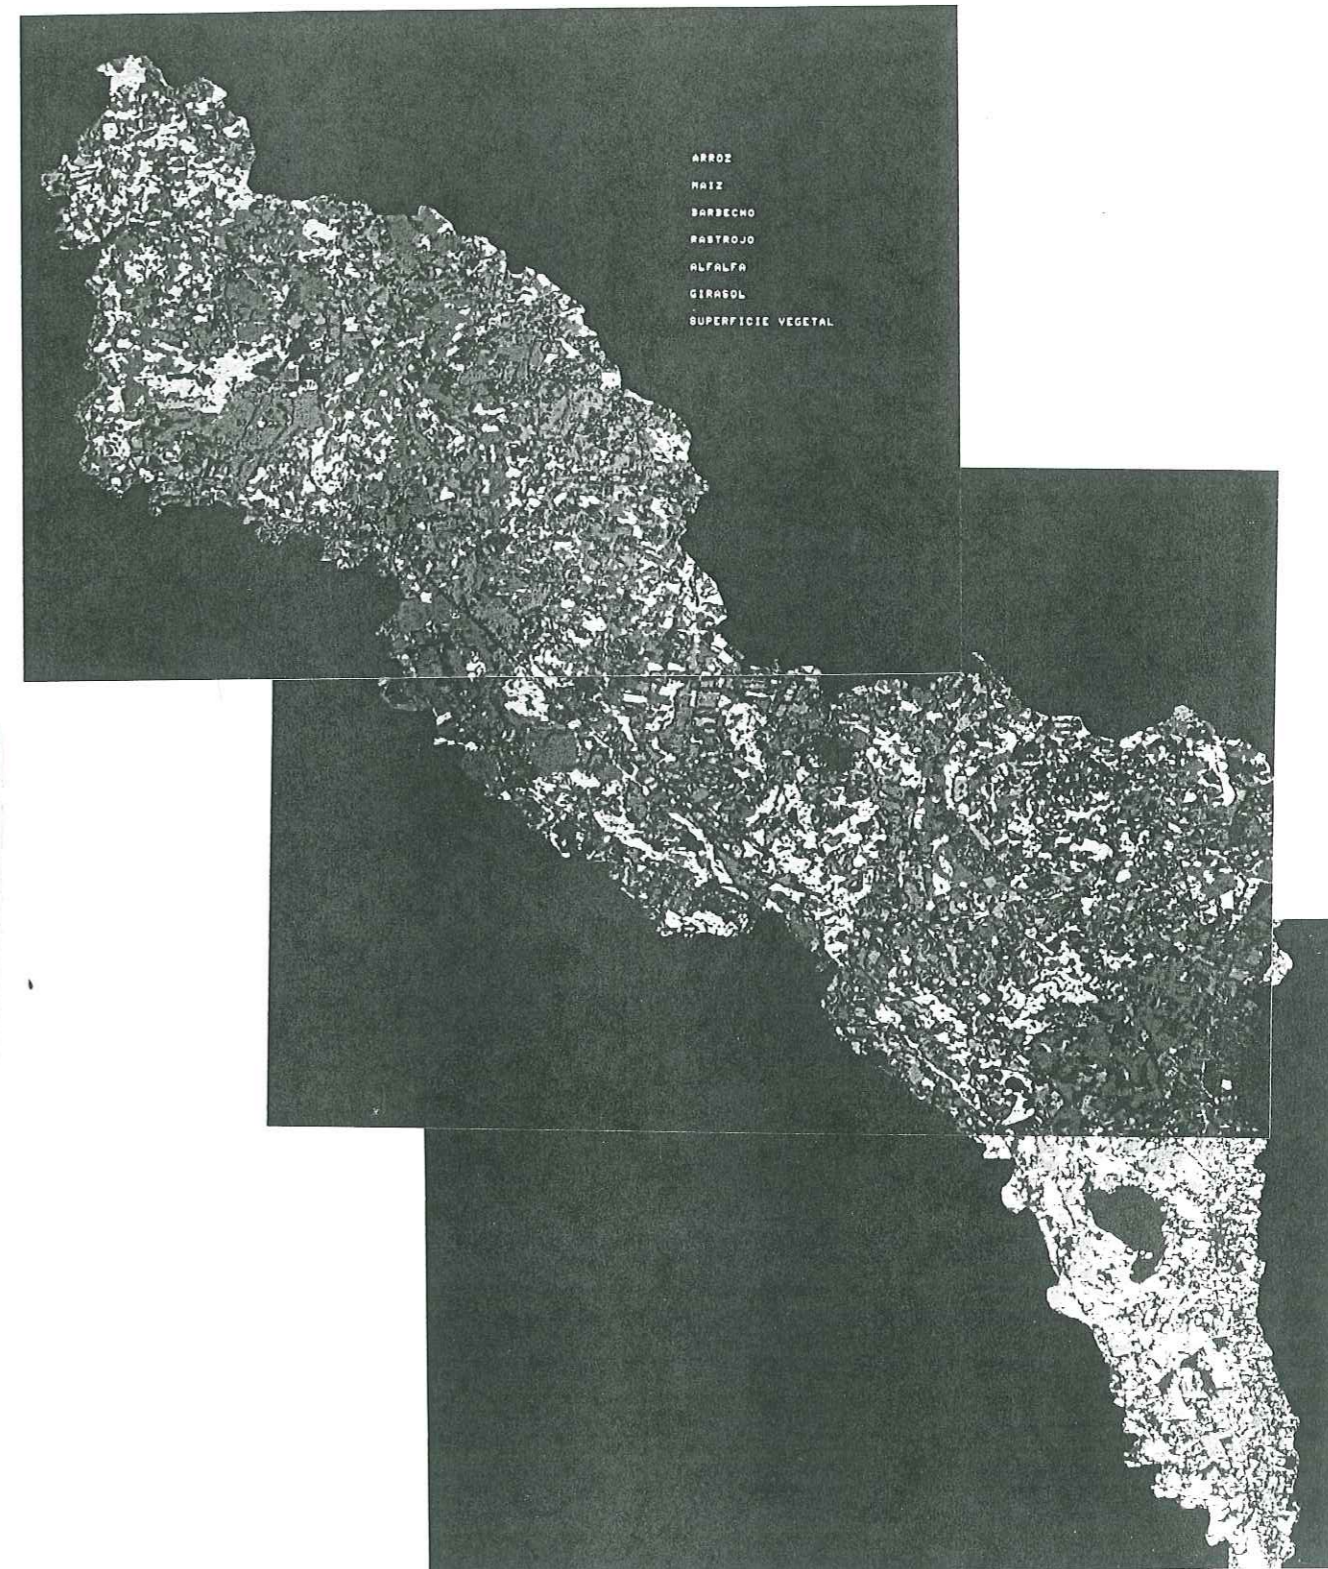 ARROZ
MAIZ
BARBECHO
RASTROJO
ALFALFA
GIRASOL
SUPERFICIE VEGETAL